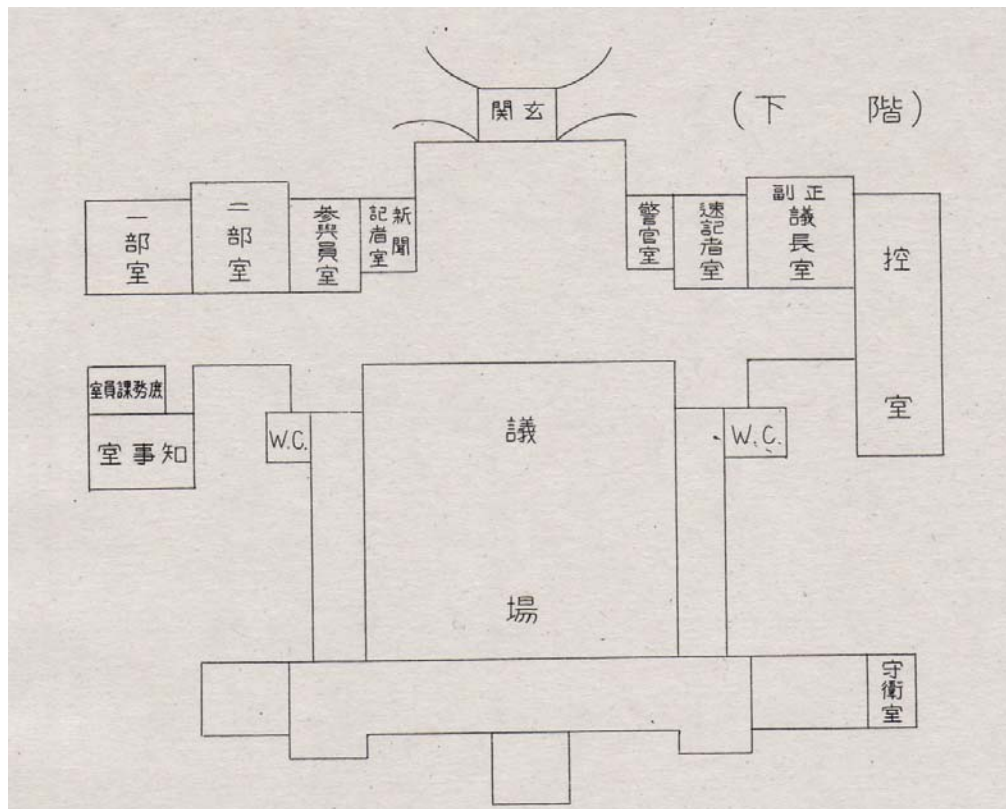 玄関
(階下)
一部室
二部室
参與員室
新聞
記者室
警官室
速記者室
正副
議長室
控室
庶務課員室
知事室
W.C.
議場
W.C.
守衛室